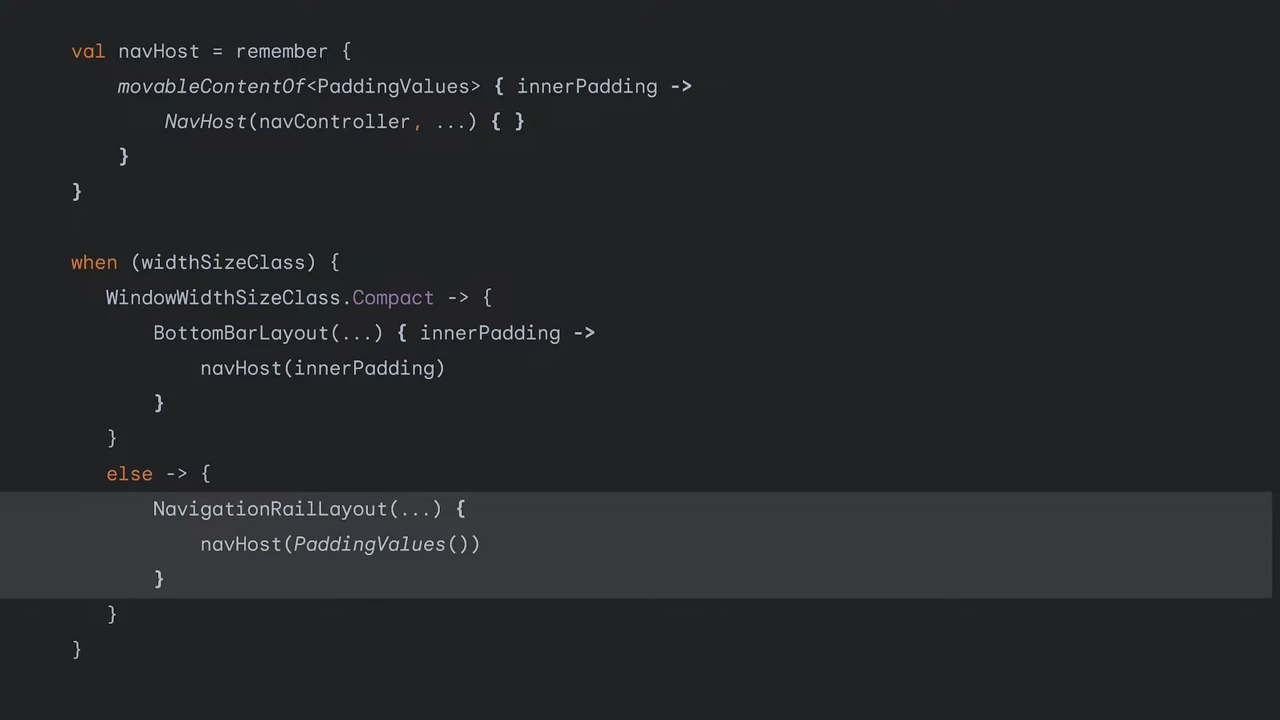 val navHost = remember {
    movableContentOf<PaddingValues> { innerPadding ->
        NavHost(navController, ...) { }
    }
}

when (widthSizeClass) {
   WindowWidthSizeClass.Compact -> {
       BottomBarLayout(...) { innerPadding ->
           navHost(innerPadding)
       }
   }
   else -> {
       NavigationRailLayout(...) {
           navHost(PaddingValues())
       }
   }
}